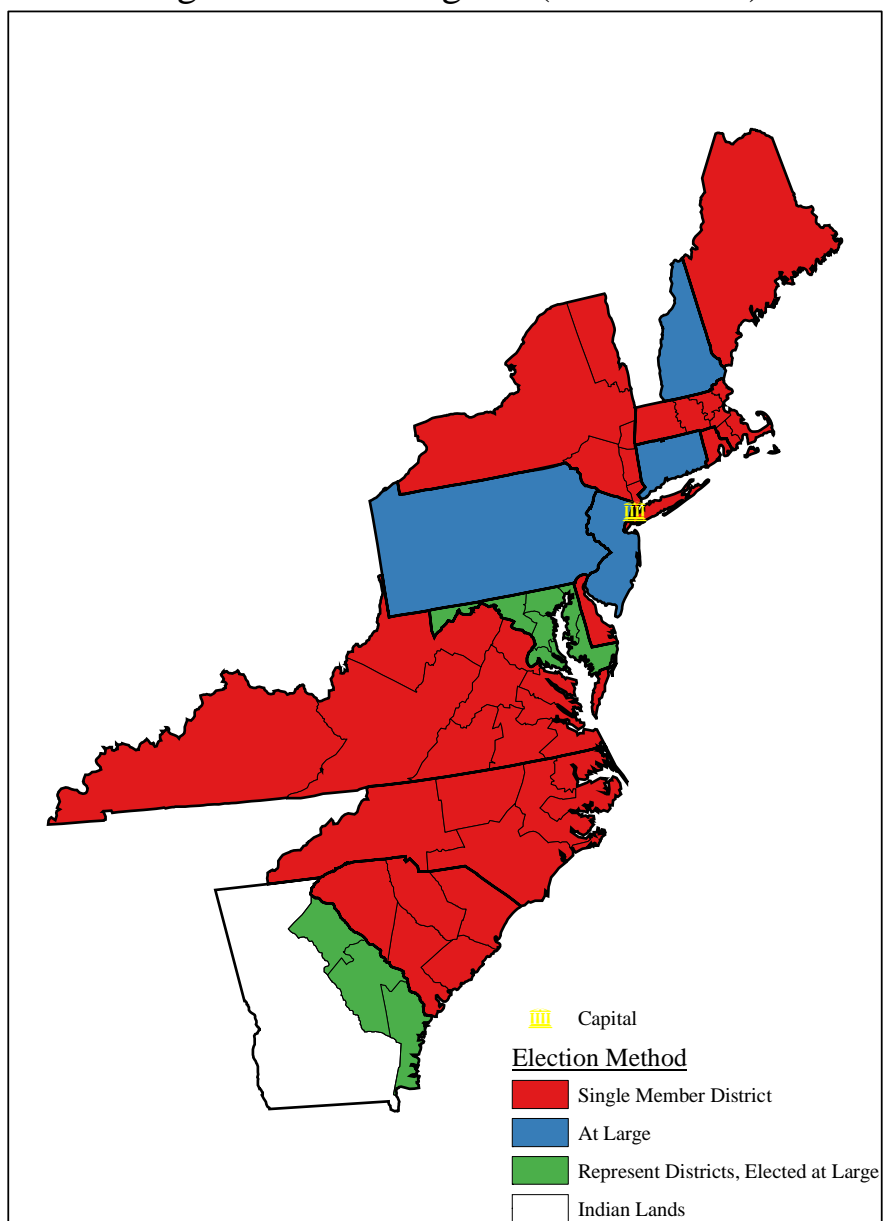 Capital
Election Method
Single Member District
At Large
Represent Districts, Elected at Large
Indian Lands